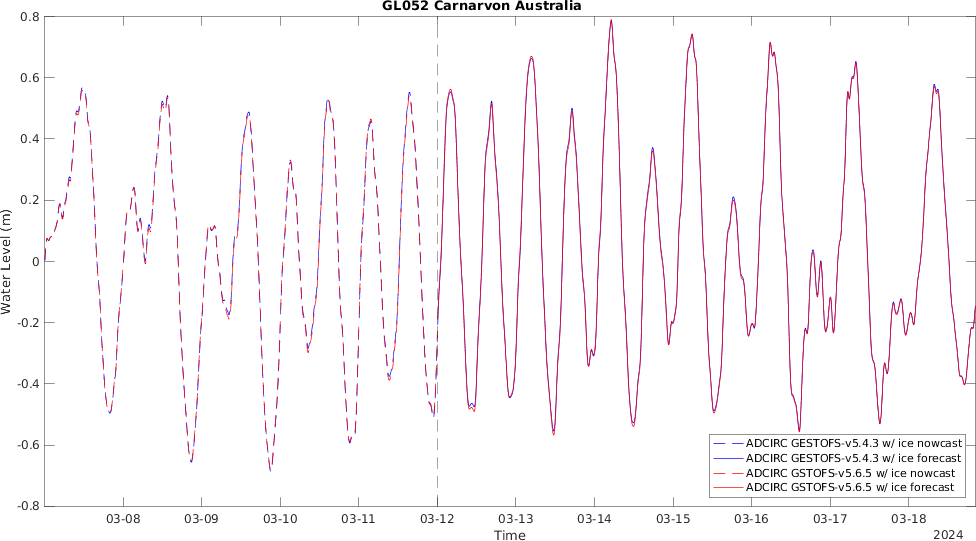 GL052 Carnarvon Australia
0.8
0.6
0.4
0.2
0
-0.2
-0.4
-0.6
-0.8
Water Level (m)
03-08 03-09 03-10 03-11 03-12 03-13 03-14 03-15 03-16 03-17 03-18
Time
2024
ADCIRC GESTOFS-v5.4.3 w/ ice nowcast
ADCIRC GESTOFS-v5.4.3 w/ ice forecast
ADCIRC GSTOFS-v5.6.5 w/ ice nowcast
ADCIRC GSTOFS-v5.6.5 w/ ice forecast